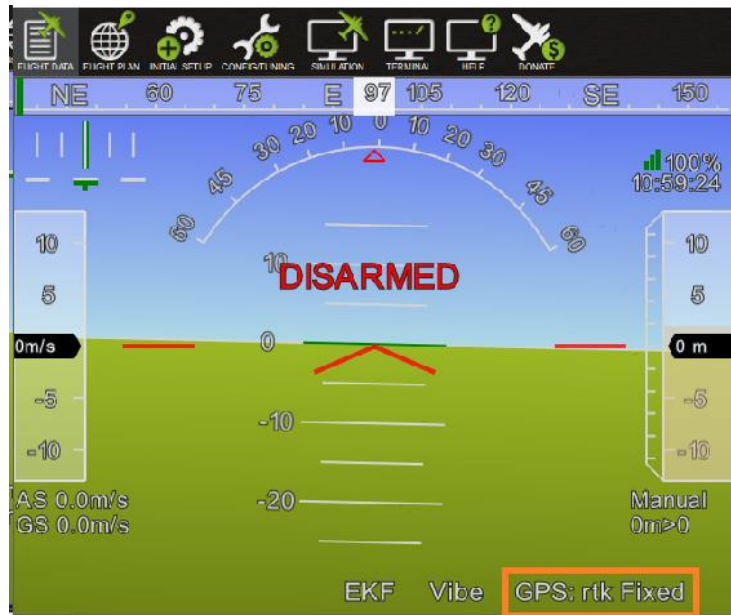 FLIGHT DATA FLIGHT PLAN INITIAL SETUP CONFIG/TUNING SIMULATION TERMINAL HELP DONATE
NE 60 75 E 97 105 120 SE 150
60 45 30 20 10 0 10 20 30 45 60
100%
10:59:24
10 10 10
DISARMED
5 5
0m/s 0 0 m
-5 -5
-10 -10 -10
AS 0.0m/s -20 Manual
GS 0.0m/s 0m>0
EKF Vibe GPS: rtk Fixed